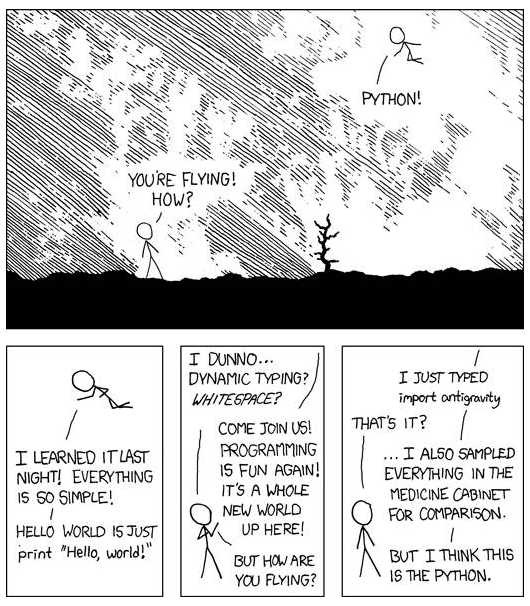 YOU'RE FLYING!
HOW?
PYTHON!
I LEARNED IT LAST
NIGHT! EVERYTHING
IS SO SIMPLE!
HELLO WORLD IS JUST
print "Hello, world!"
I DUNNO...
DYNAMIC TYPING?
WHITESPACE?
COME JOIN US!
PROGRAMMING
IS FUN AGAIN!
IT'S A WHOLE
NEW WORLD
UP HERE!
BUT HOW ARE
YOU FLYING?
I JUST TYPED
import antigravity
THAT'S IT?
... I ALSO SAMPLED
EVERYTHING IN THE
MEDICINE CABINET
FOR COMPARISON.
BUT I THINK THIS
IS THE PYTHON.